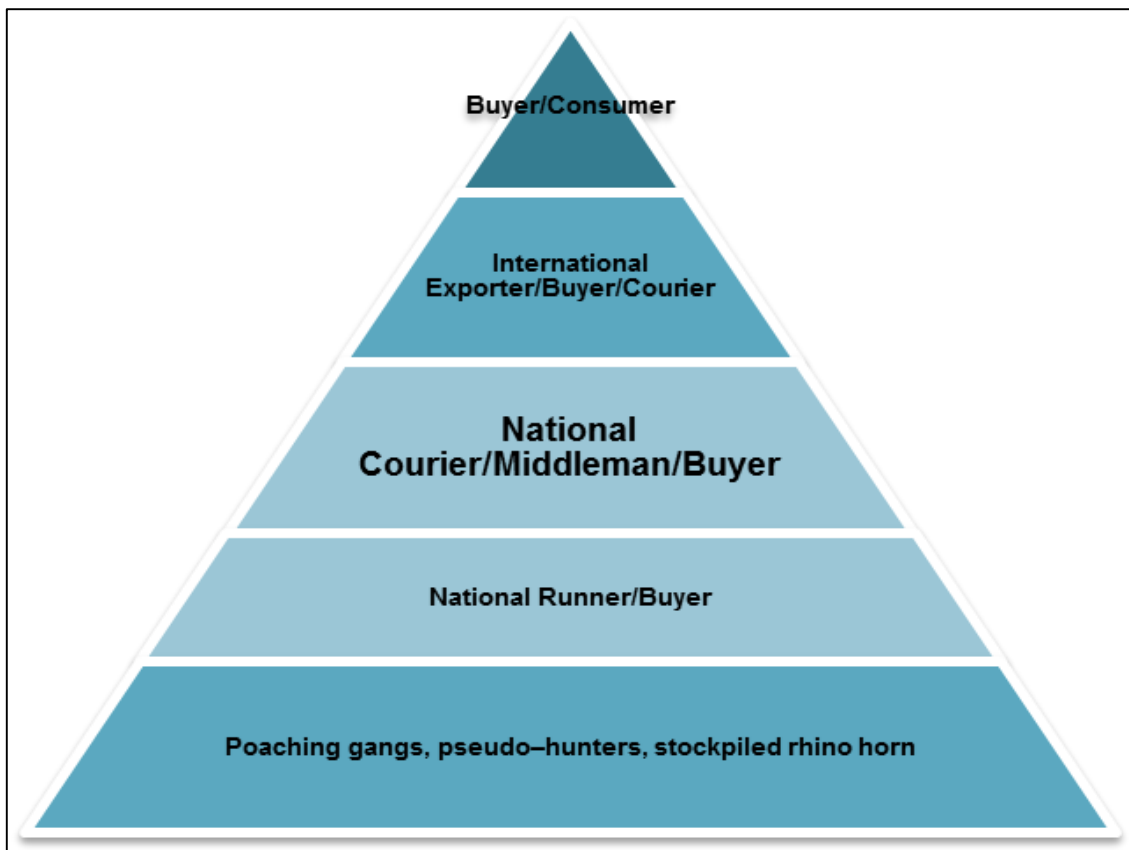 Buyer/Consumer
International
Exporter/Buyer/Courier
National
Courier/Middleman/Buyer
National Runner/Buyer
Poaching gangs, pseudo–hunters, stockpiled rhino horn